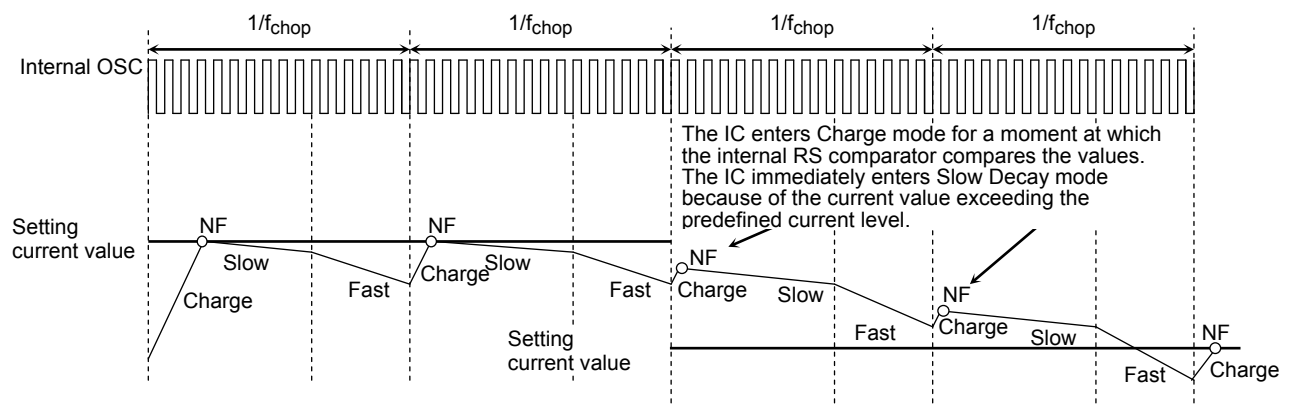 1/fchop 1/fchop 1/fchop 1/fchop
Internal OSC
The IC enters Charge mode for a moment at which
the internal RS comparator compares the values.
The IC immediately enters Slow Decay mode
because of the current value exceeding the
predefined current level.
Setting
current value
NF
Slow
Charge
Fast
NF
Charge
Slow
Fast
NF
Charge
Slow
Fast
NF
Charge
Slow
Fast
NF
Charge
Setting
current value